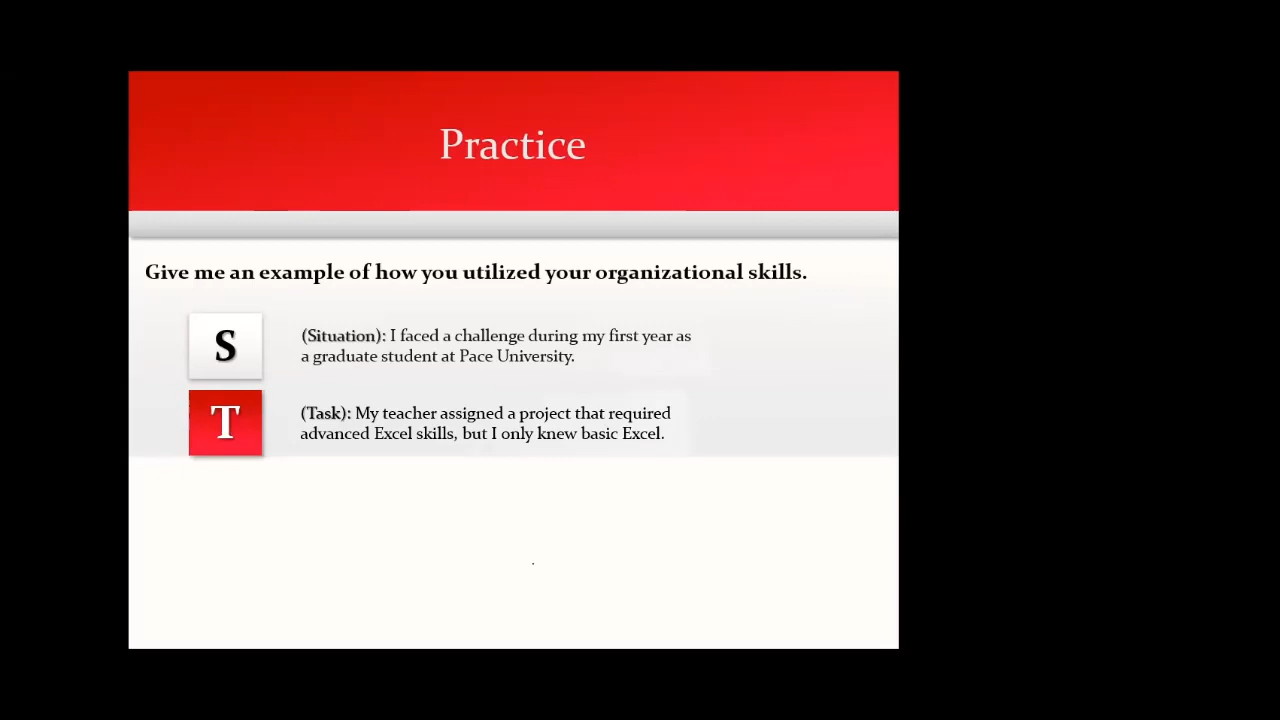 Practice
Give me an example of how you utilized your organizational skills.
S
(Situation): I faced a challenge during my first year as
a graduate student at Pace University.
T
(Task): My teacher assigned a project that required
advanced Excel skills, but I only knew basic Excel.